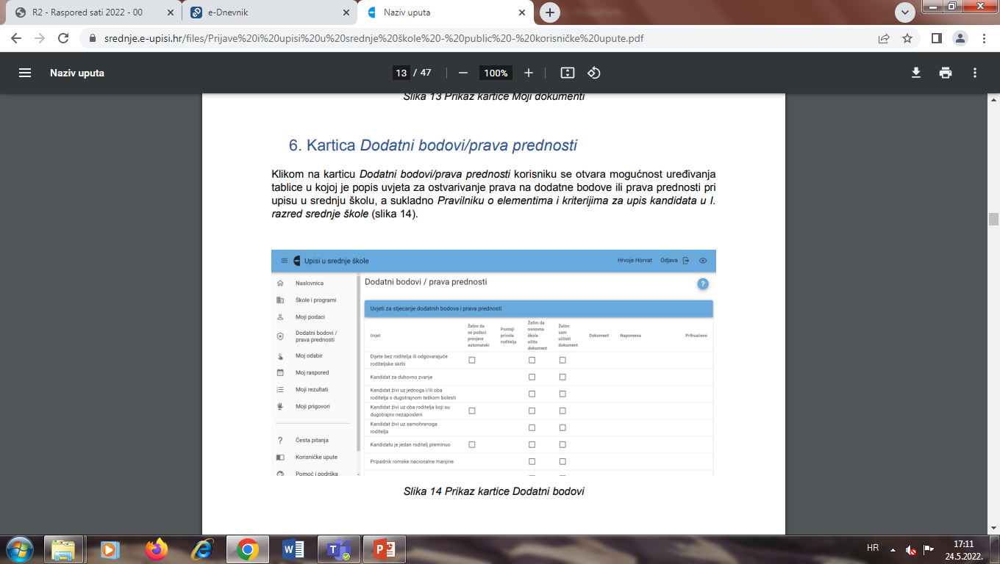 R2 - Raspored sati 2022 - 00
e-Dnevnik
Naziv uputa
srednje.e-upisi.hr/files/Prijave%20i%20upisi%20u%20srednje%20škole%20-%20public%20-%20korisničke%20upute.pdf
Naziv uputa
13 / 47
100%
Slika 13 Prikaz kartice Moji dokumenti
6. Kartica Dodatni bodovi/prava prednosti
Klikom na karticu Dodatni bodovi/prava prednosti korisniku se otvara mogućnost uređivanja
tablice u kojoj je popis uvjeta za ostvarivanje prava na dodatne bodove ili prava prednosti pri
upisu u srednju školu, a sukladno Pravilniku o elementima i kriterijima za upis kandidata u I.
razred srednje škole (slika 14).
Upisi u srednje škole
Hrvoje Horvat
Odjava
Naslovnica
Škole i programi
Moji podaci
Dodatni bodovi /
prava prednosti
Moj odabir
Moj raspored
Moji rezultati
Moji prigovori
Česta pitanja
Korisničke upute
Pomoć i podrška
Dodatni bodovi / prava prednosti
?
Uvjeti za stjecanje dodatnih bodova i prava prednosti
Uvjet
Želim da
se podaci
provjere
automatski
Postoji
privola
roditelja
Želim da
osnovna
škola
učita
dokument
Želim
sam
učitati
dokument
Dokument
Napomena
Prihvaćeno
Dijete bez roditelja ili odgovarajuće
roditeljske skrbi
Kandidat za duhovno zvanje
Kandidat živi uz jednoga i/ili oba
roditelja s dugotrajnom teškom bolesti
Kandidat živi uz oba roditelja koji su
dugotrajno nezaposleni
Kandidat živi uz samohranoga
roditelja
Kandidatu je jedan roditelj preminuo
Pripadnik romske nacionalne manjine
Slika 14 Prikaz kartice Dodatni bodovi
HR
17:11
24.5.2022.